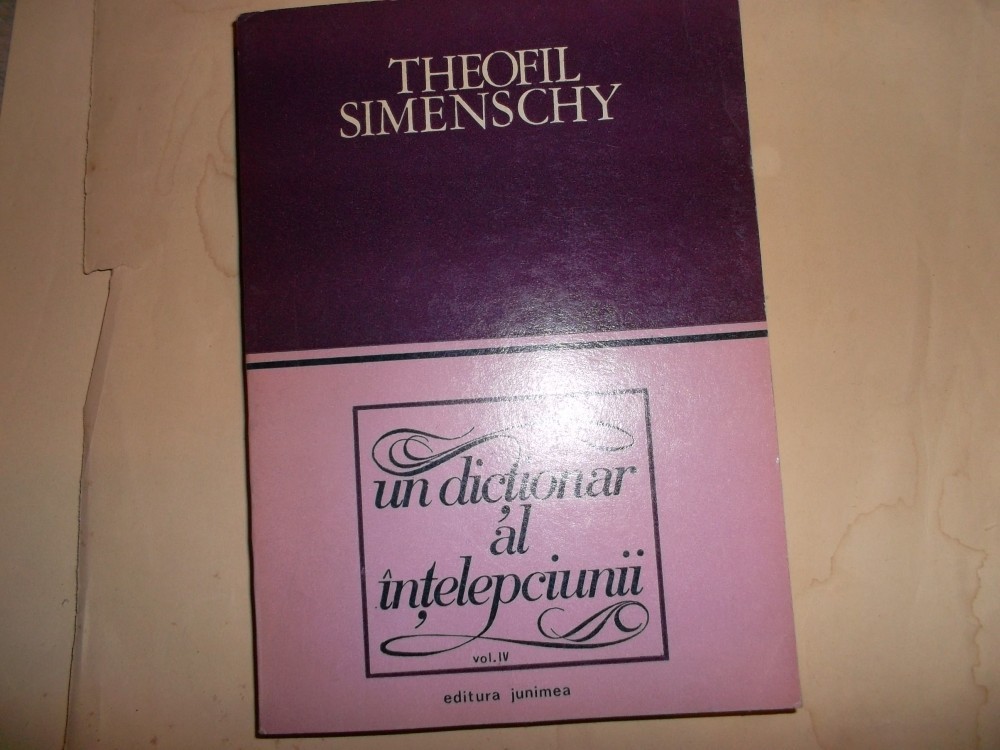 THEOFIL
SIMENSCHY
un dicționar
al
înțelepciunii
vol. IV
editura junimea